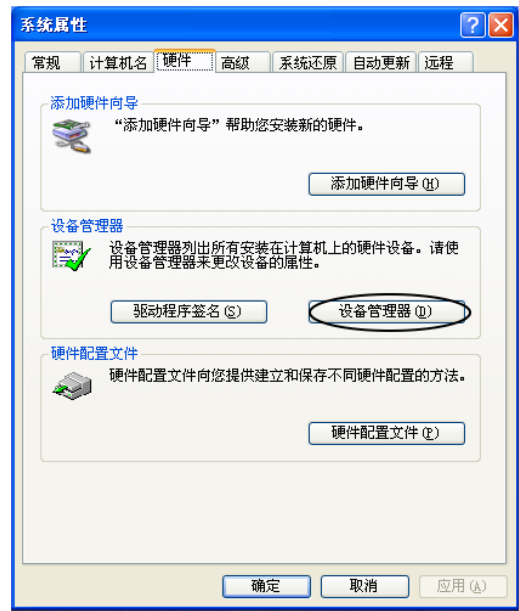 系统属性
常规 计算机名 硬件 高级 系统还原 自动更新 远程
添加硬件向导
“添加硬件向导”帮助您安装新的硬件。
添加硬件向导(H)
设备管理器
设备管理器列出所有安装在计算机上的硬件设备。请使
用设备管理器来更改设备的属性。
驱动程序签名(S) 设备管理器(D)
硬件配置文件
硬件配置文件向您提供建立和保存不同硬件配置的方法。
硬件配置文件(P)
确定 取消 应用(A)